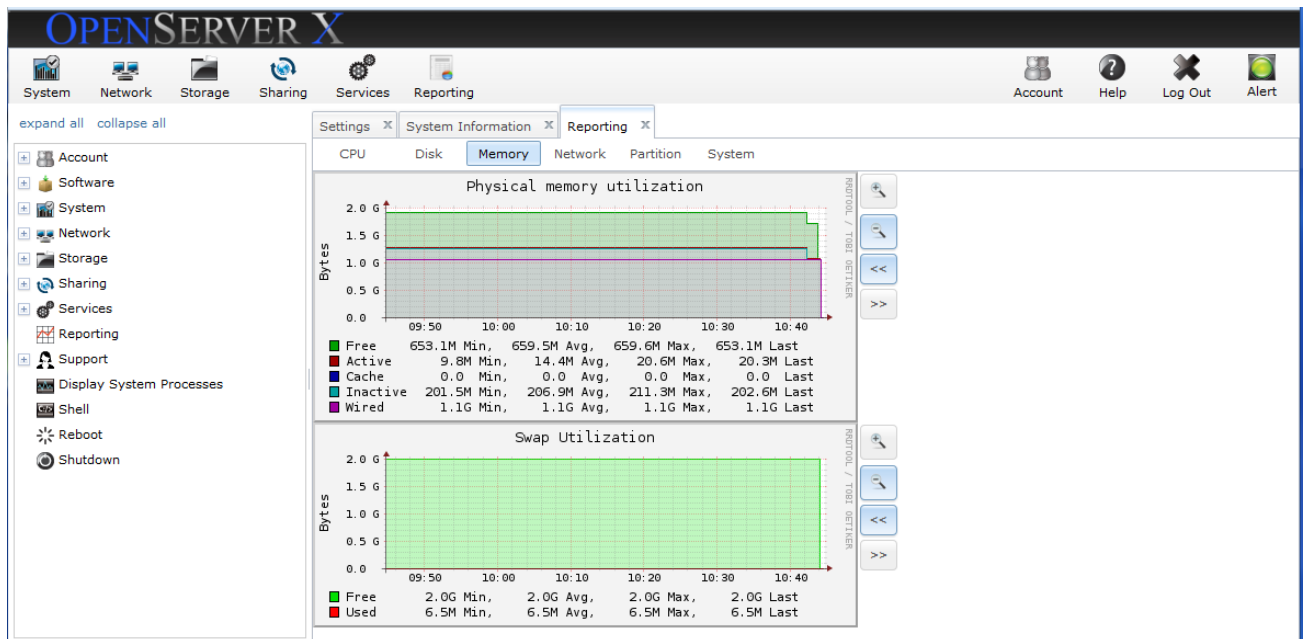 OPENSERVER X
System Network Storage Sharing Services Reporting Account Help Log Out Alert
expand all collapse all
Account
Software
System
Network
Storage
Sharing
Services
Reporting
Support
Display System Processes
Shell
Reboot
Shutdown
Settings X System Information X Reporting X
CPU Disk Memory Network Partition System
Physical memory utilization
RRDTOOL / TOBI OETIKER
Bytes
2.0 G
1.5 G
1.0 G
0.5 G
0.0
09:50 10:00 10:10 10:20 10:30 10:40
Free 653.1M Min, 659.5M Avg, 659.6M Max, 653.1M Last
Active 9.8M Min, 14.4M Avg, 20.6M Max, 20.3M Last
Cache 0.0 Min, 0.0 Avg, 0.0 Max, 0.0 Last
Inactive 201.5M Min, 206.9M Avg, 211.3M Max, 202.6M Last
Wired 1.1G Min, 1.1G Avg, 1.1G Max, 1.1G Last
<<
>>
Swap Utilization
RRDTOOL / TOBI OETIKER
Bytes
2.0 G
1.5 G
1.0 G
0.5 G
0.0
09:50 10:00 10:10 10:20 10:30 10:40
Free 2.0G Min, 2.0G Avg, 2.0G Max, 2.0G Last
Used 6.5M Min, 6.5M Avg, 6.5M Max, 6.5M Last
<<
>>